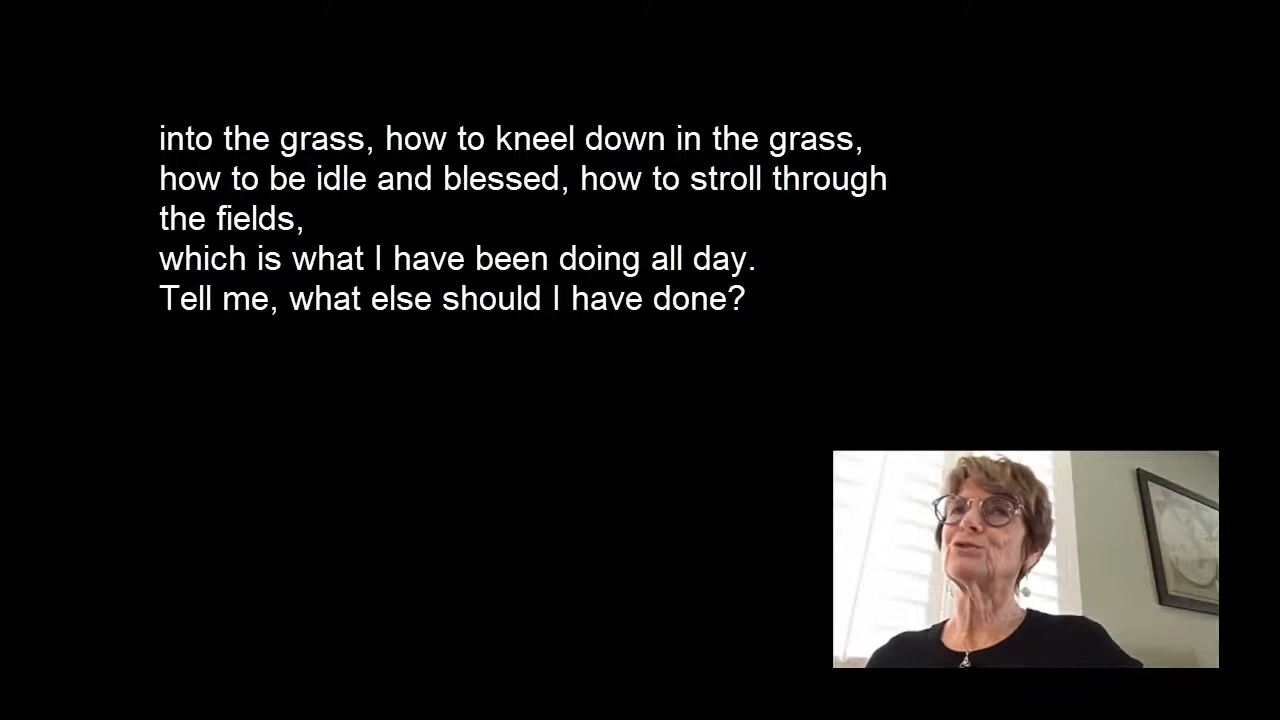 into the grass, how to kneel down in the grass,
how to be idle and blessed, how to stroll through
the fields,
which is what I have been doing all day.
Tell me, what else should I have done?